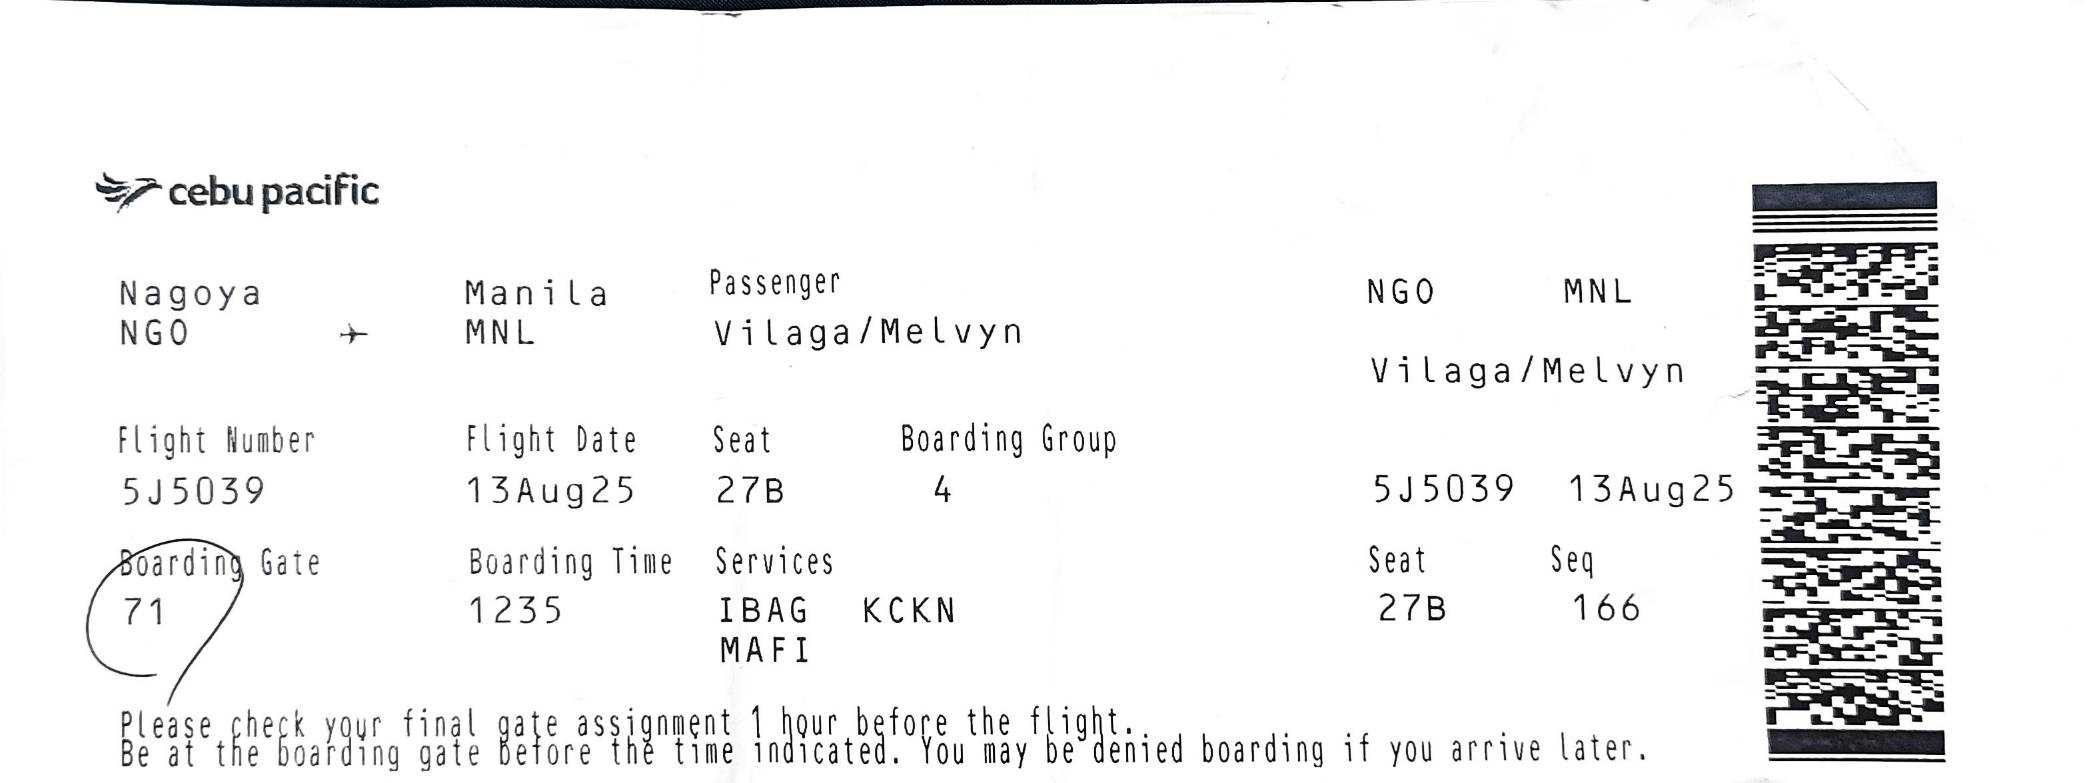 cebu pacific
Nagoya Manila Passenger NGO MNL
NGO MNL Vilaga/Melvyn
Vilaga/Melvyn
Flight Number Flight Date Seat Boarding Group
5J5039 13Aug25 27B 4 5J5039 13Aug25
Boarding Gate Boarding Time Services Seat Seq
71 1235 IBAG KCKN 27B 166
MAFI
Please check your final gate assignment 1 hour before the flight.
Be at the boarding gate before the time indicated. You may be denied boarding if you arrive later.